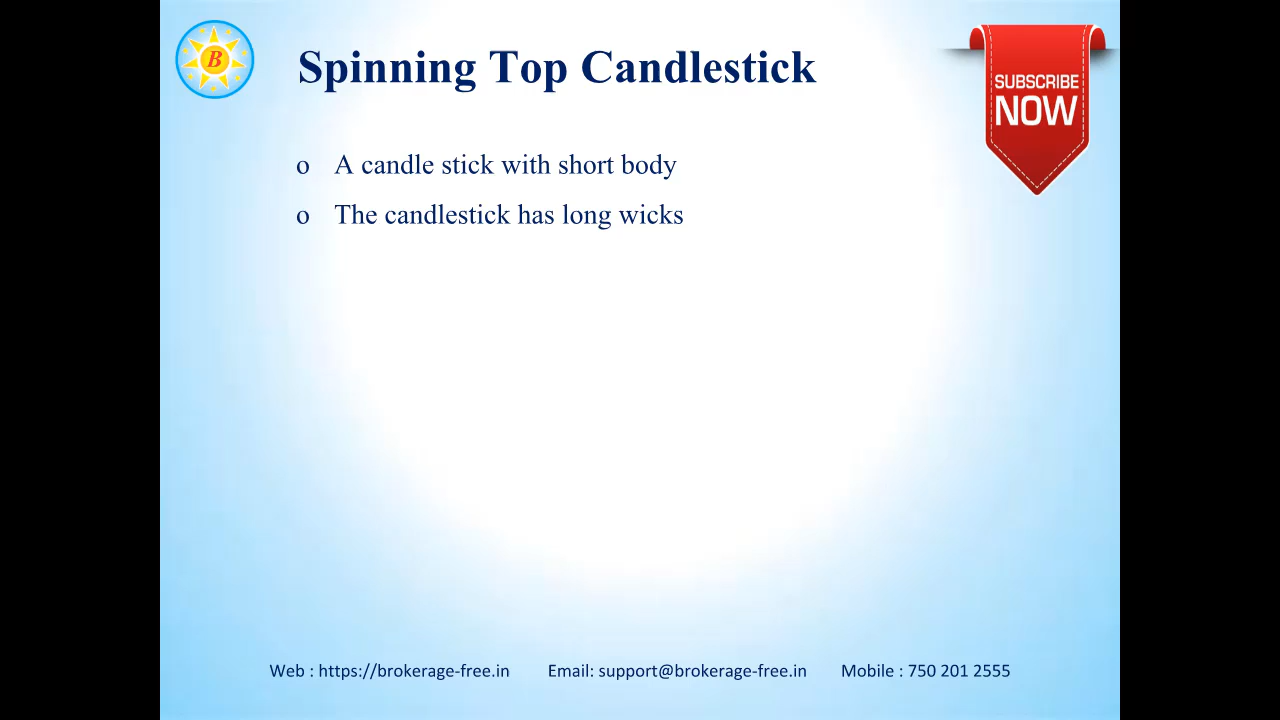 B
Spinning Top Candlestick
SUBSCRIBE
NOW
o A candle stick with short body
o The candlestick has long wicks
Web : https://brokerage-free.in Email: support@brokerage-free.in Mobile : 750 201 2555